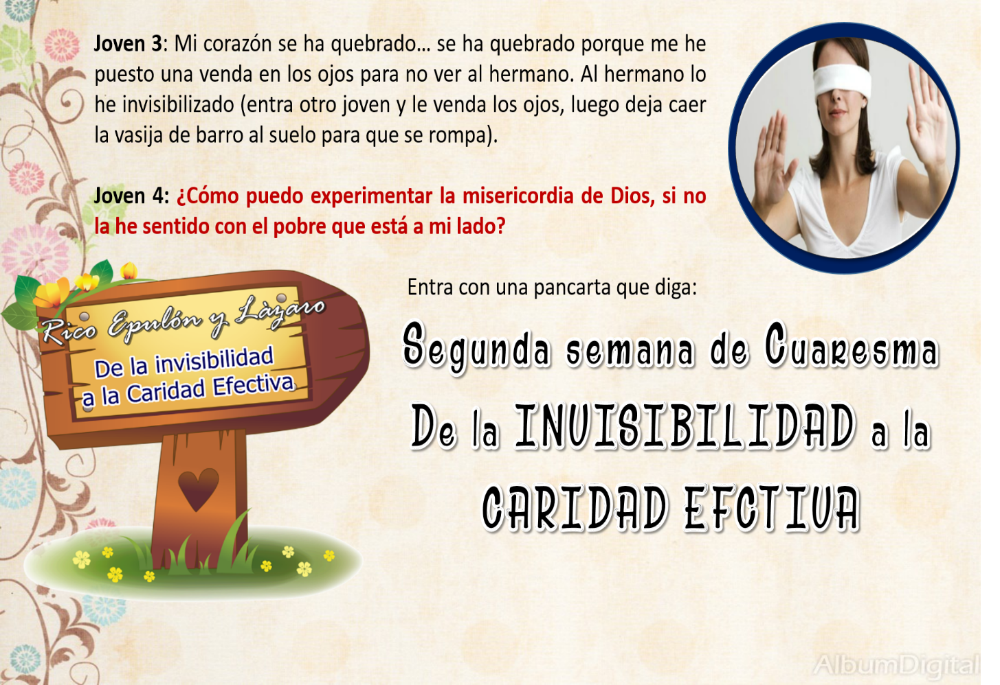 Joven 3: Mi corazón se ha quebrado... se ha quebrado porque me he
puesto una venda en los ojos para no ver al hermano. Al hermano lo
he invisibilizado (entra otro joven y le venda los ojos, luego deja caer
la vasija de barro al suelo para que se rompa).
Joven 4: ¿Cómo puedo experimentar la misericordia de Dios, si no
la he sentido con el pobre que está a mi lado?
Rico Epulón y Làzaro
De la invisibilidad
a la Caridad Efectiva
Entra con una pancarta que diga:
Segunda semana de Cuaresma
De la INVISIBILIDAD a la
CARIDAD EFCTIVA
AlbumDigital